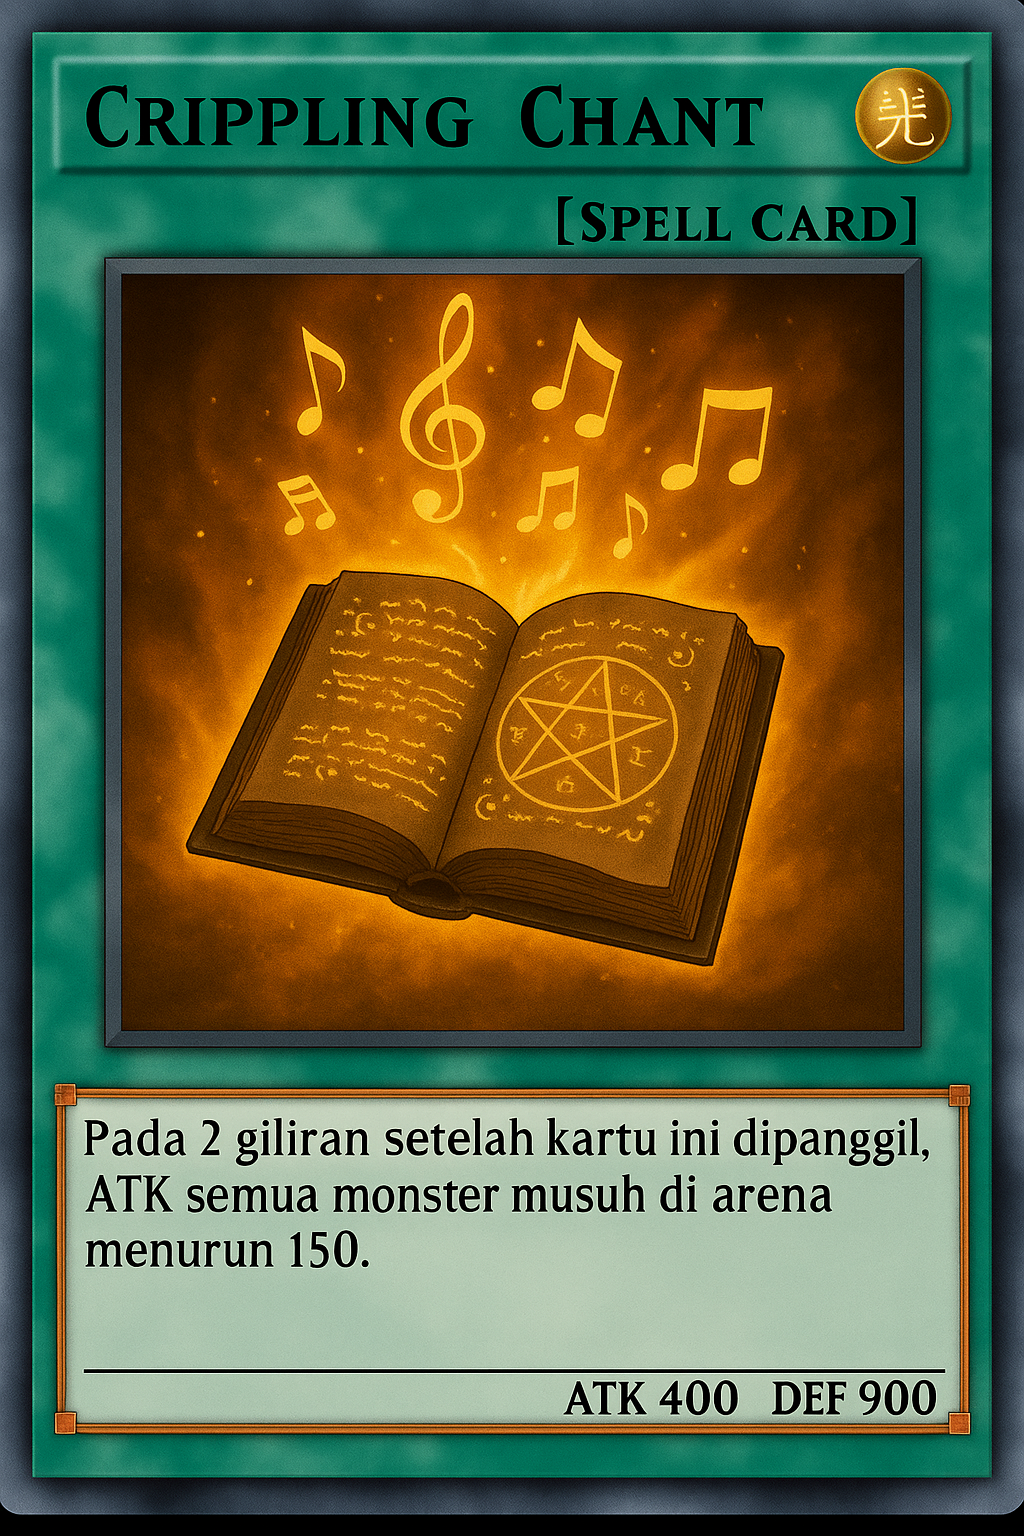 Crippling Chant
[Spell Card]
Pada 2 giliran setelah kartu ini dipanggil,
ATK semua monster musuh di arena
menurun 150.
ATK 400 DEF 900